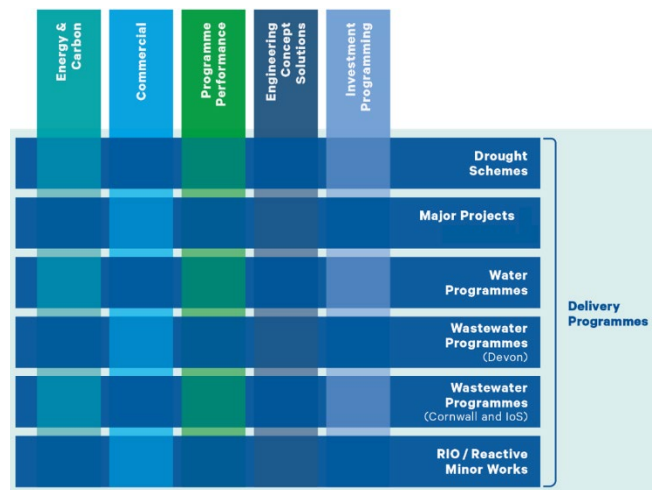 Energy &
Carbon
Commercial
Programme
Performance
Engineering
Concept
Solutions
Investment
Programming
Drought
Schemes
Major Projects
Water
Programmes
Wastewater
Programmes
(Devon)
Wastewater
Programmes
(Cornwall and IoS)
RIO / Reactive
Minor Works
Delivery
Programmes